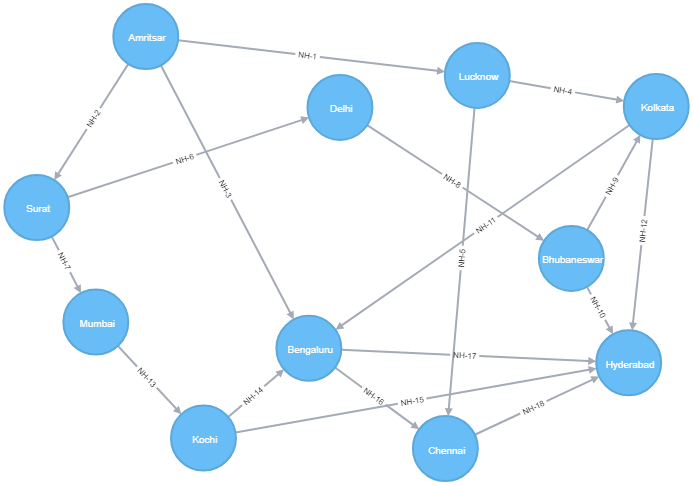 Amritsar
NH-1
Lucknow
NH-4
Delhi
Kolkata
NH-2
NH-6
NH-3
NH-8
NH-9
Surat
NH-11
NH-12
NH-5
NH-7
Bhubaneswar
NH-10
Mumbai
Bengaluru
NH-17
Hyderabad
NH-13
NH-14
NH-16
NH-15
NH-18
Kochi
Chennai